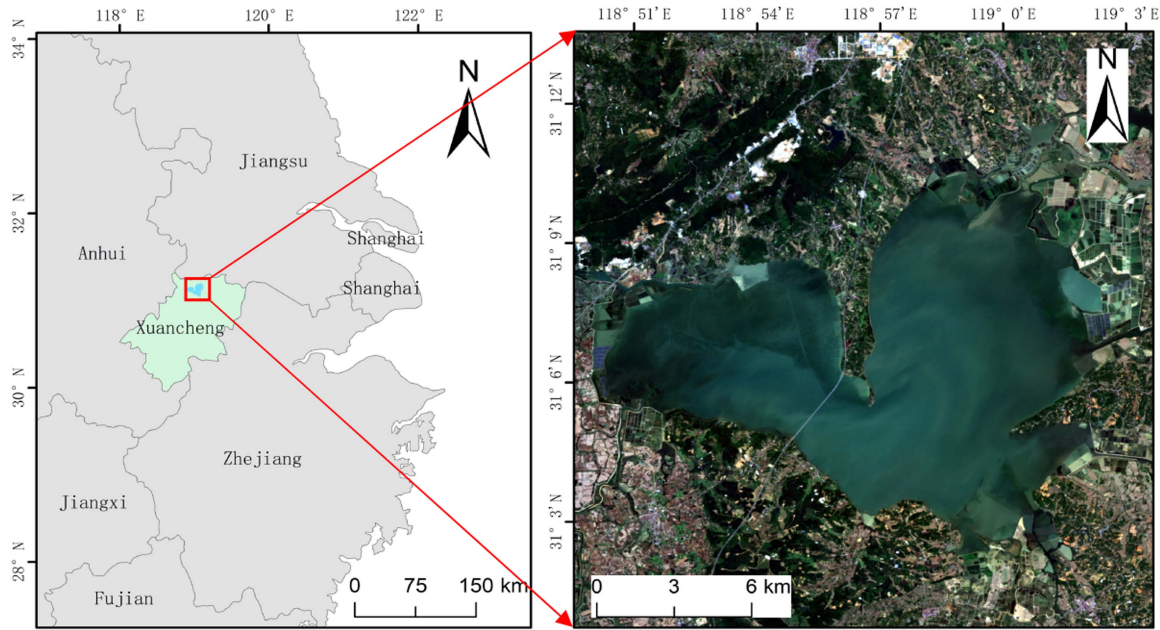 118° E 120° E 122° E
34° N
32° N
30° N
28° N
N
Jiangsu
Anhui
Shanghai
Shanghai
Xuancheng
Zhejiang
Jiangxi
Fujian
0 75 150 km
118° 51′E 118° 54′E 118° 57′E 119° 0′E 119° 3′E
31° 12′N
31° 9′N
31° 6′N
31° 3′N
N
0 3 6 km